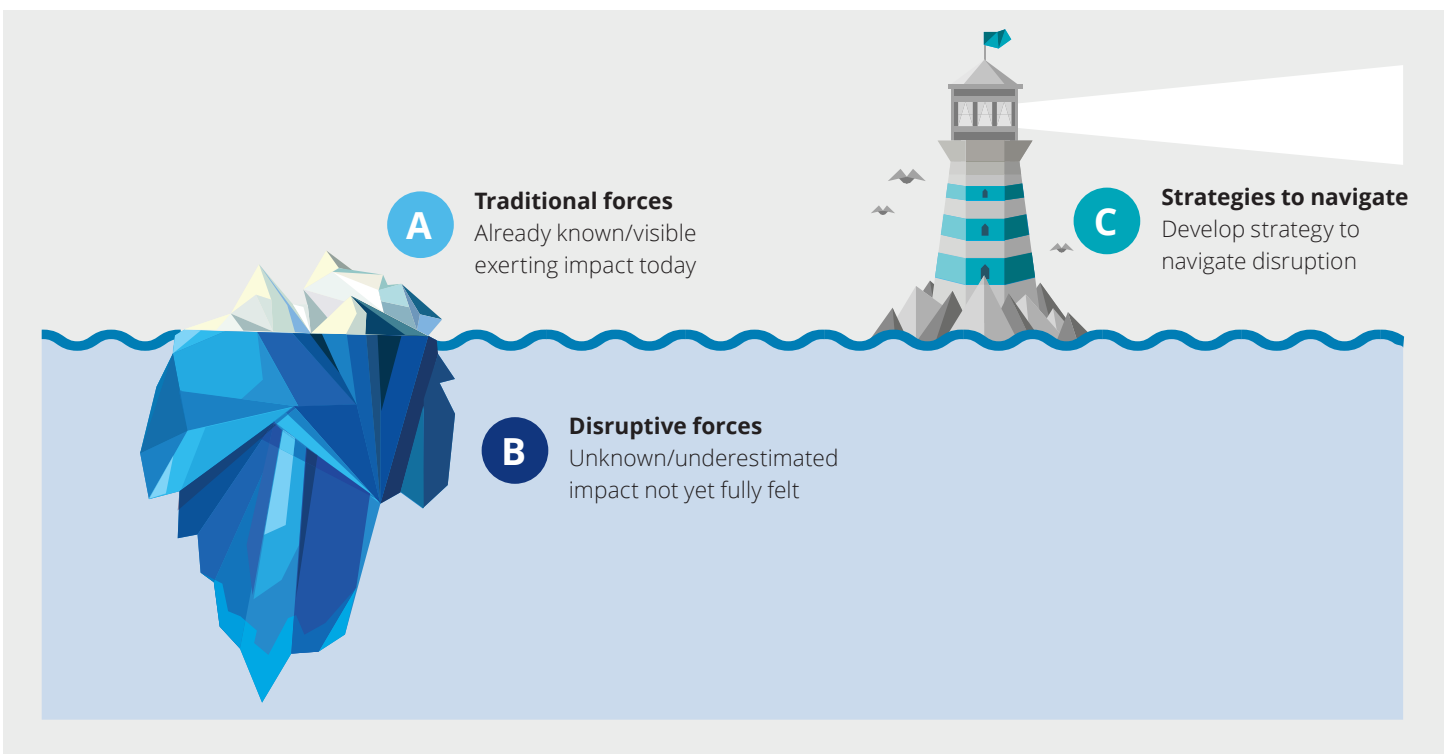 A
Traditional forces
Already known/visible
exerting impact today
B
Disruptive forces
Unknown/underestimated
impact not yet fully felt
C
Strategies to navigate
Develop strategy to
navigate disruption